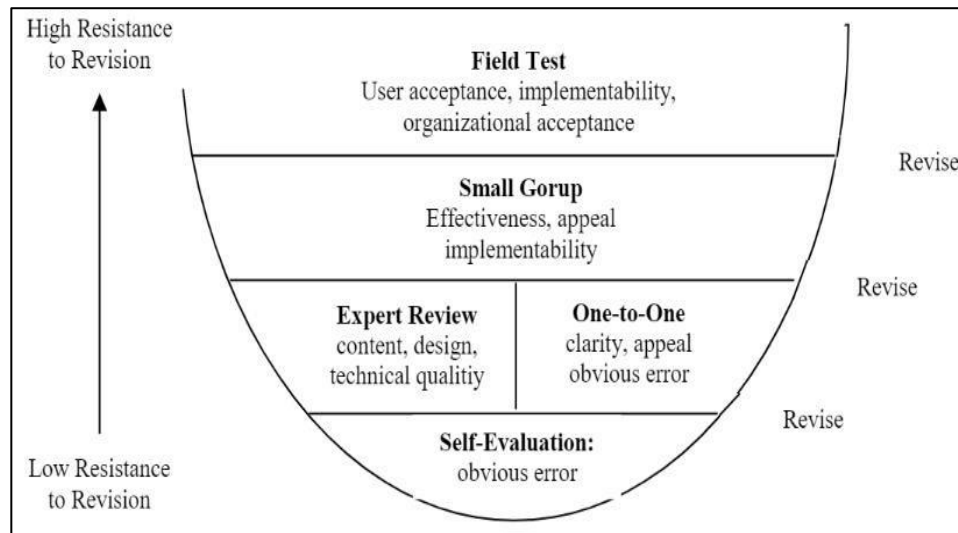 High Resistance
to Revision
Field Test
User acceptance, implementability,
organizational acceptance
Revise
Small Gorup
Effectiveness, appeal
implementability
Revise
Expert Review
content, design,
technical qualitiy
One-to-One
clarity, appeal
obvious error
Revise
Self-Evaluation:
obvious error
Low Resistance
to Revision